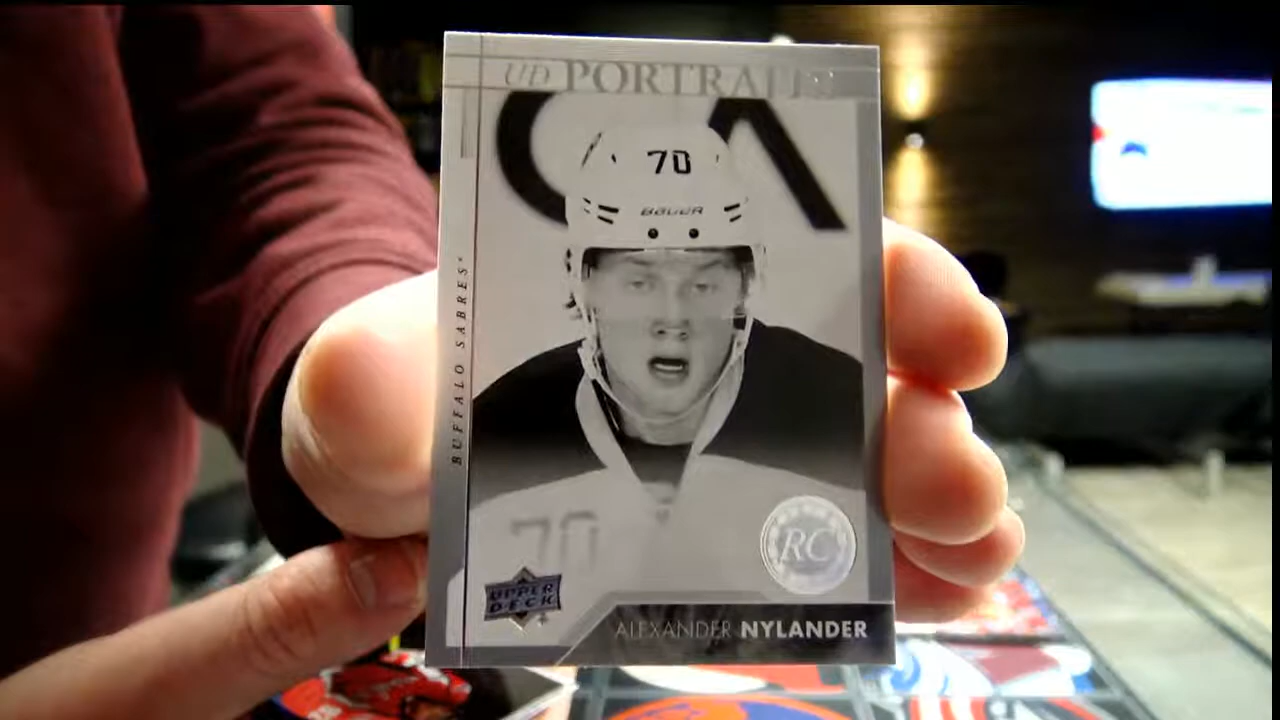 UD PORTRAITS
70
BAUER
BUFFALO SABRES
70
RC
UPPER
DECK
ALEXANDER NYLANDER